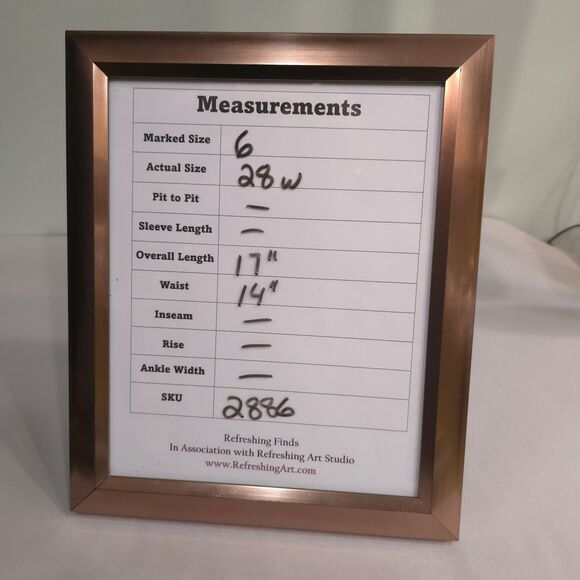 Measurements
Marked Size 6
Actual Size 28 w
Pit to Pit —
Sleeve Length —
Overall Length 17"
Waist 14"
Inseam —
Rise —
Ankle Width —
SKU 2886
Refreshing Finds
In Association with Refreshing Art Studio
www.RefreshingArt.com